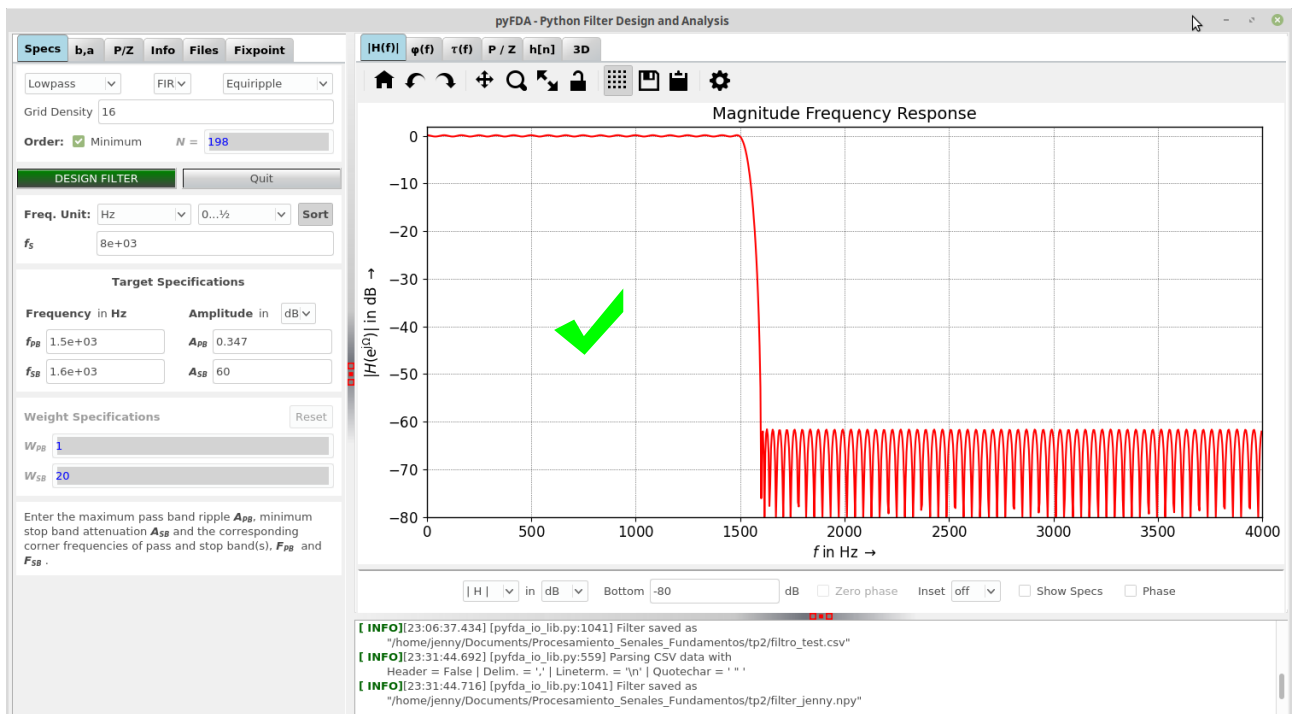 pyFDA - Python Filter Design and Analysis
Specs b,a P/Z Info Files Fixpoint
Lowpass FIR Equiripple
Grid Density 16
Order: Minimum N = 198
DESIGN FILTER Quit
Freq. Unit: Hz 0...½ Sort
fS 8e+03
Target Specifications
Frequency in Hz Amplitude in dB
fPB 1.5e+03 APB 0.347
fSB 1.6e+03 ASB 60
Weight Specifications Reset
WPB 1
WSB 20
Enter the maximum pass band ripple APB, minimum
stop band attenuation ASB and the corresponding
corner frequencies of pass and stop band(s), FPB and
FSB .
|H(f)| φ(f) τ(f) P / Z h[n] 3D
Magnitude Frequency Response
0
−10
−20
−30
−40
−50
−60
−70
−80
|H(e^jΩ)| in dB →
0 500 1000 1500 2000 2500 3000 3500 4000
f in Hz →
| H | in dB Bottom -80 dB Zero phase Inset off Show Specs Phase
[ INFO][23:06:37.434] [pyfda_io_lib.py:1041] Filter saved as
"/home/jenny/Documents/Procesamiento_Senales_Fundamentos/tp2/filtro_test.csv"
[ INFO][23:31:44.692] [pyfda_io_lib.py:559] Parsing CSV data with
Header = False | Delim. = ',' | Lineterm. = '\n' | Quotechar = ' " '
[ INFO][23:31:44.716] [pyfda_io_lib.py:1041] Filter saved as
"/home/jenny/Documents/Procesamiento_Senales_Fundamentos/tp2/filter_jenny.npy"